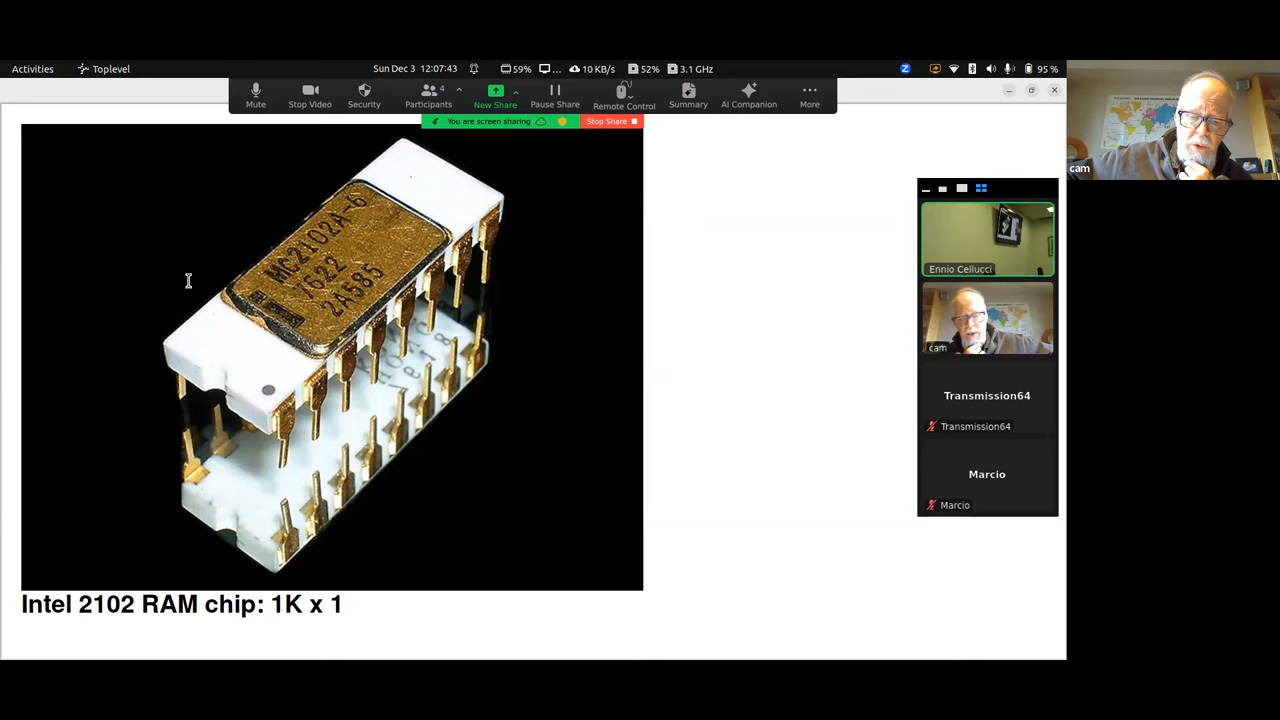 Activities
Toplevel
Sun Dec 3 12:07:43
59%
...
10 KB/s
52%
3.1 GHz
95 %
Mute
Stop Video
Security
4
Participants
New Share
Pause Share
Remote Control
Summary
AI Companion
More
You are screen sharing
Stop Share
MC2102A-6
Y622
2A585
cam
Ennio Cellucci
cam
Transmission64
Transmission64
Marcio
Marcio
Intel 2102 RAM chip: 1K x 1